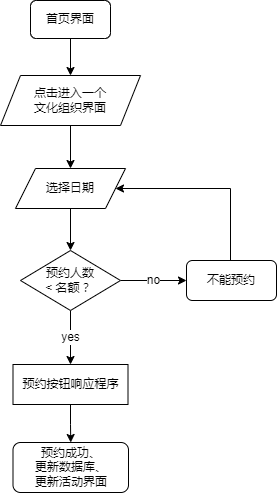 首页界面
点击进入一个
文化组织界面
选择日期
预约人数
< 名额？
no
不能预约
yes
预约按钮响应程序
预约成功、
更新数据库、
更新活动界面